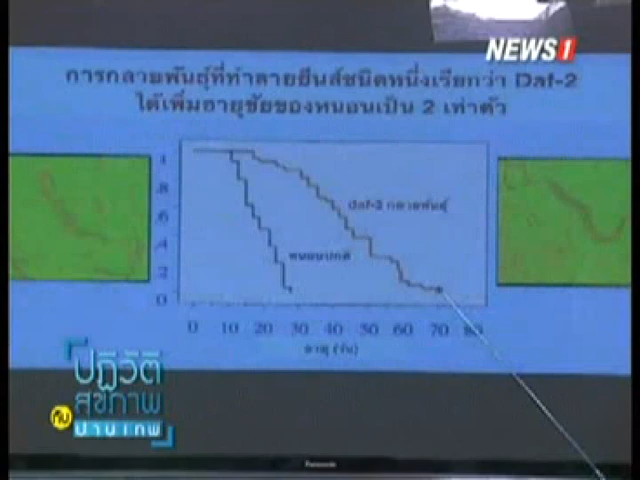 NEWS1
การกลายพันธุ์ที่ทำลายยีนส์ชนิดหนึ่งเรียกว่า Daf-2
ได้เพิ่มอายุขัยของหนอนเป็น 2 เท่าตัว
1
.8
.6
.4
.2
0
daf-2 กลายพันธุ์
หนอนปกติ
0 10 20 30 40 50 60 70 80
อายุ (วัน)
ปฏิวัติ
สุขภาพ
กับ
ปานเทพ
Panasonic